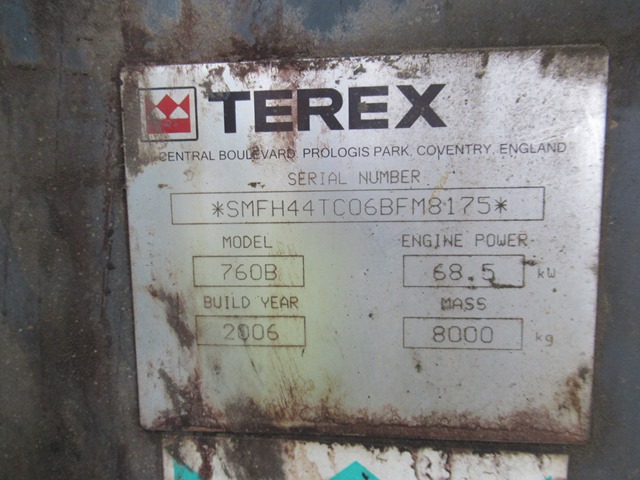 TEREX
CENTRAL BOULEVARD, PROLOGIS PARK, COVENTRY, ENGLAND
SERIAL NUMBER
*SMFH44TC06BFM8175*
MODEL ENGINE POWER
760B 68.5 kW
BUILD YEAR MASS
2006 8000 kg